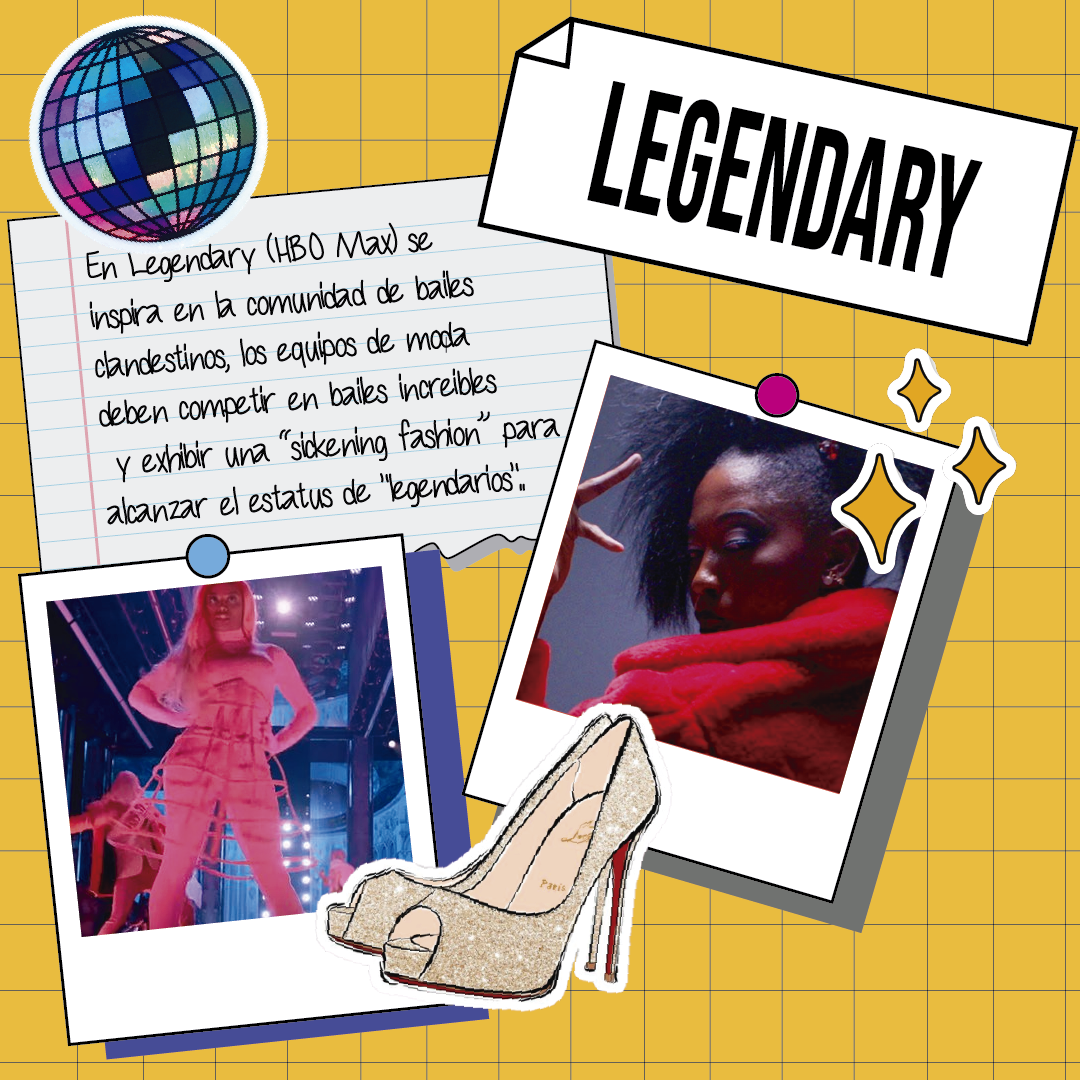 LEGENDARY
En Legendary (HBO Max) se
inspira en la comunidad de bailes
clandestinos, los equipos de moda
deben competir en bailes increíbles
y exhibir una “sickening fashion” para
alcanzar el estatus de "legendarios".
Paris